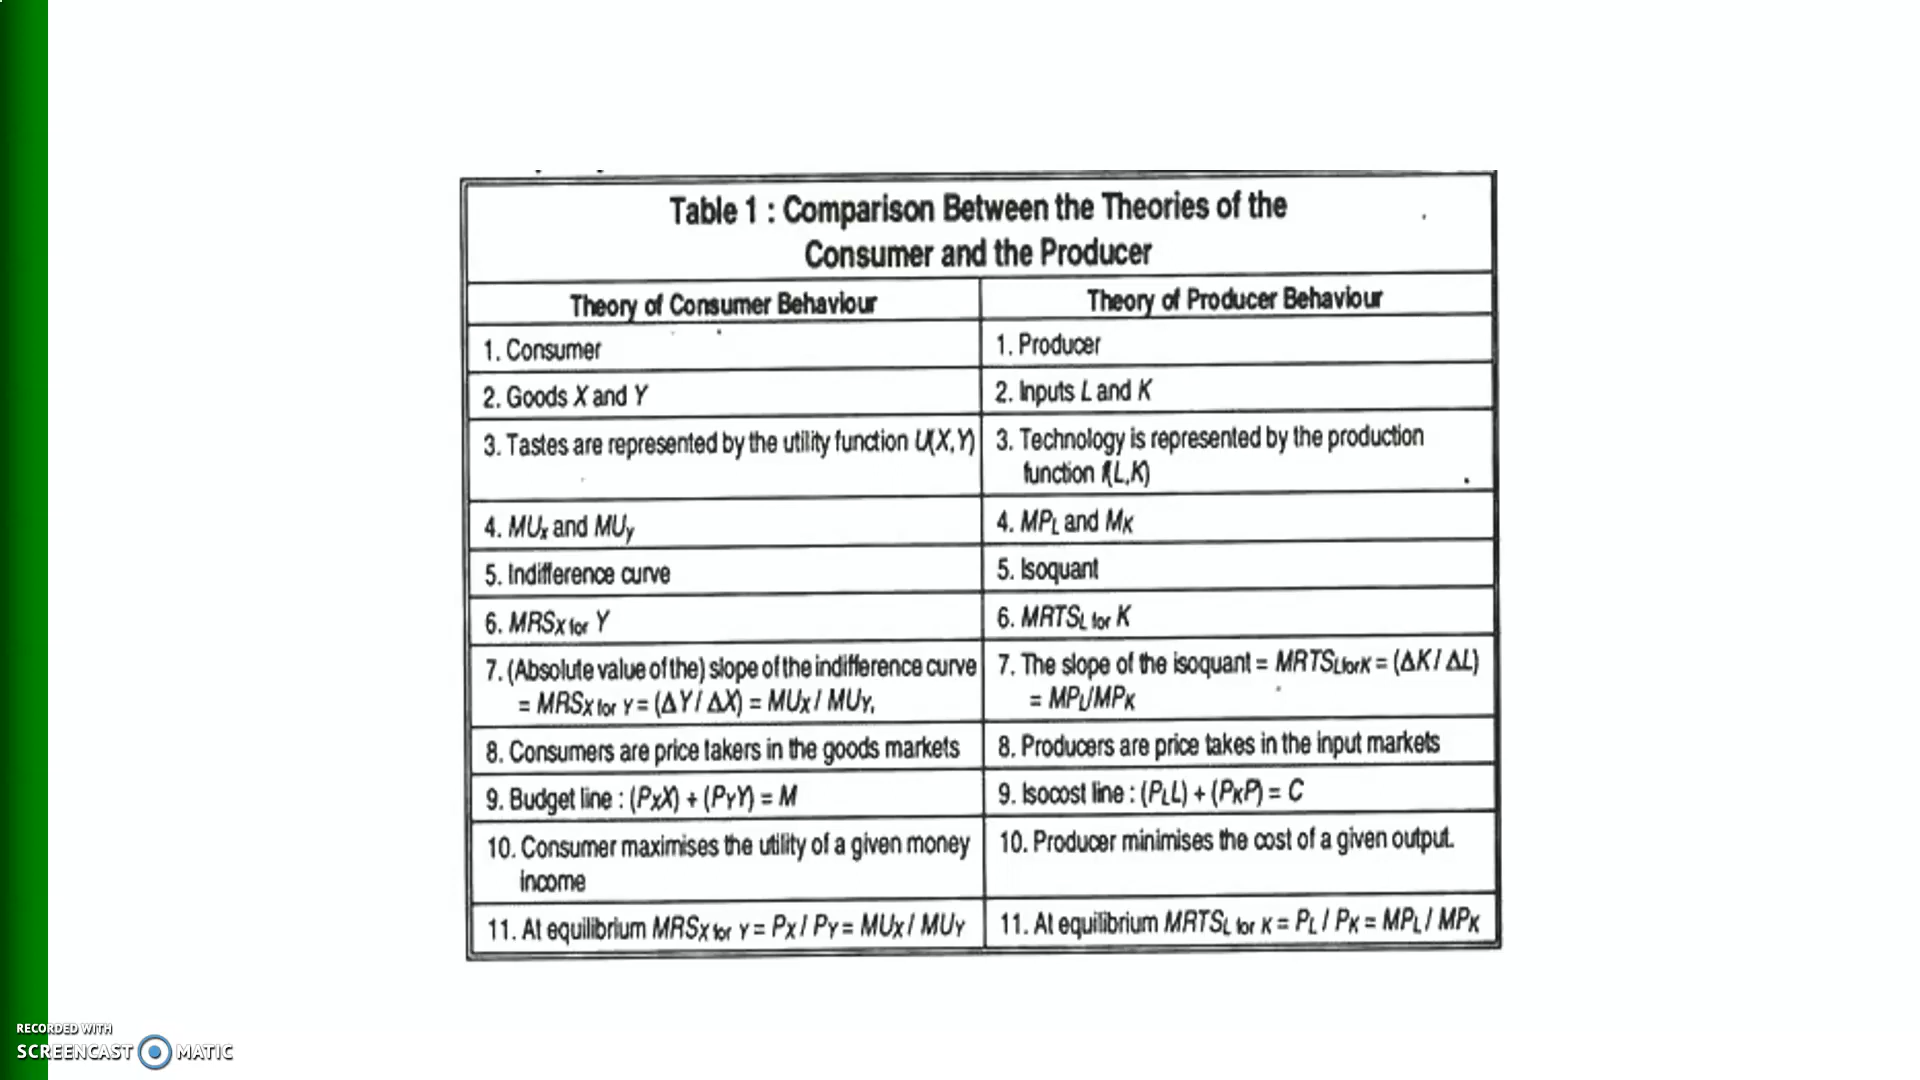 Table 1 : Comparison Between the Theories of the
Consumer and the Producer
Theory of Consumer Behaviour
Theory of Producer Behaviour
1. Consumer
1. Producer
2. Goods X and Y
2. Inputs L and K
3. Tastes are represented by the utility function U(X,Y)
3. Technology is represented by the production
function f(L,K)
4. MUx and MUy
4. MPL and MK
5. Indifference curve
5. Isoquant
6. MRSX for Y
6. MRTSL for K
7. (Absolute value of the) slope of the indifference curve
= MRSX for Y = (ΔY / ΔX) = MUX / MUY,
7. The slope of the isoquant = MRTSL for K = (ΔK / ΔL)
= MPL/MPK
8. Consumers are price takers in the goods markets
8. Producers are price takes in the input markets
9. Budget line : (PXX) + (PYY) = M
9. Isocost line : (PLL) + (PKP) = C
10. Consumer maximises the utility of a given money
income
10. Producer minimises the cost of a given output.
11. At equilibrium MRSX for Y = PX / PY = MUX / MUY
11. At equilibrium MRTSL for K = PL / PK = MPL / MPK
RECORDED WITH
SCREENCAST MATIC